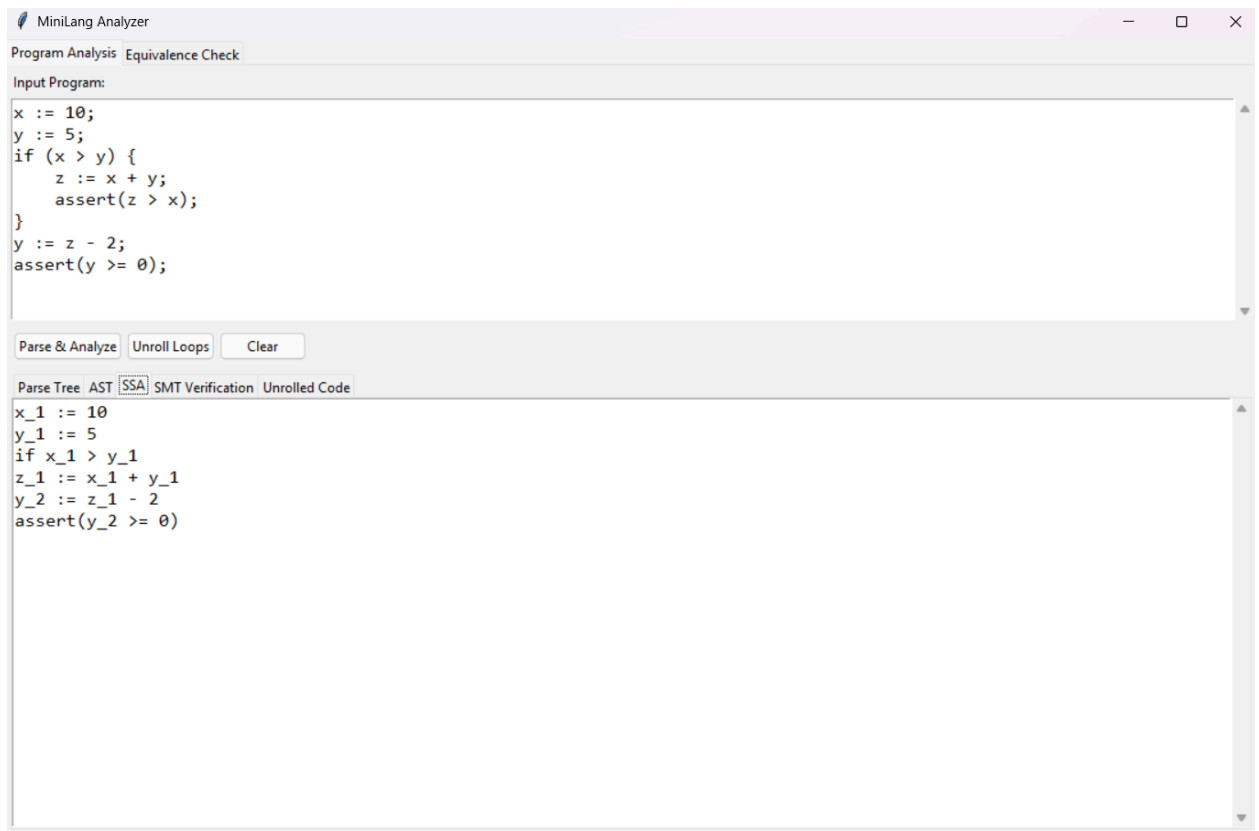 MiniLang Analyzer
Program Analysis Equivalence Check
Input Program:
x := 10;
y := 5;
if (x > y) {
    z := x + y;
    assert(z > x);
}
y := z - 2;
assert(y >= 0);
Parse & Analyze Unroll Loops Clear
Parse Tree AST SSA SMT Verification Unrolled Code
x_1 := 10
y_1 := 5
if x_1 > y_1
z_1 := x_1 + y_1
y_2 := z_1 - 2
assert(y_2 >= 0)